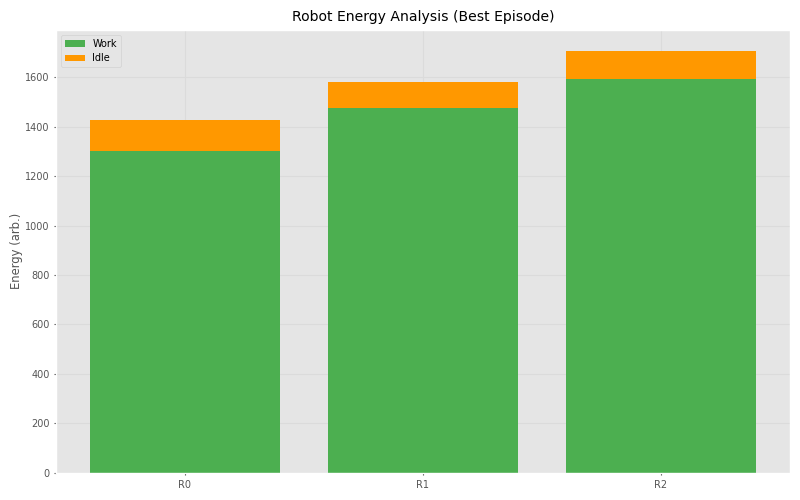 Robot Energy Analysis (Best Episode)
Work
Idle
Energy (arb.)
1600
1400
1200
1000
800
600
400
200
0
R0 R1 R2